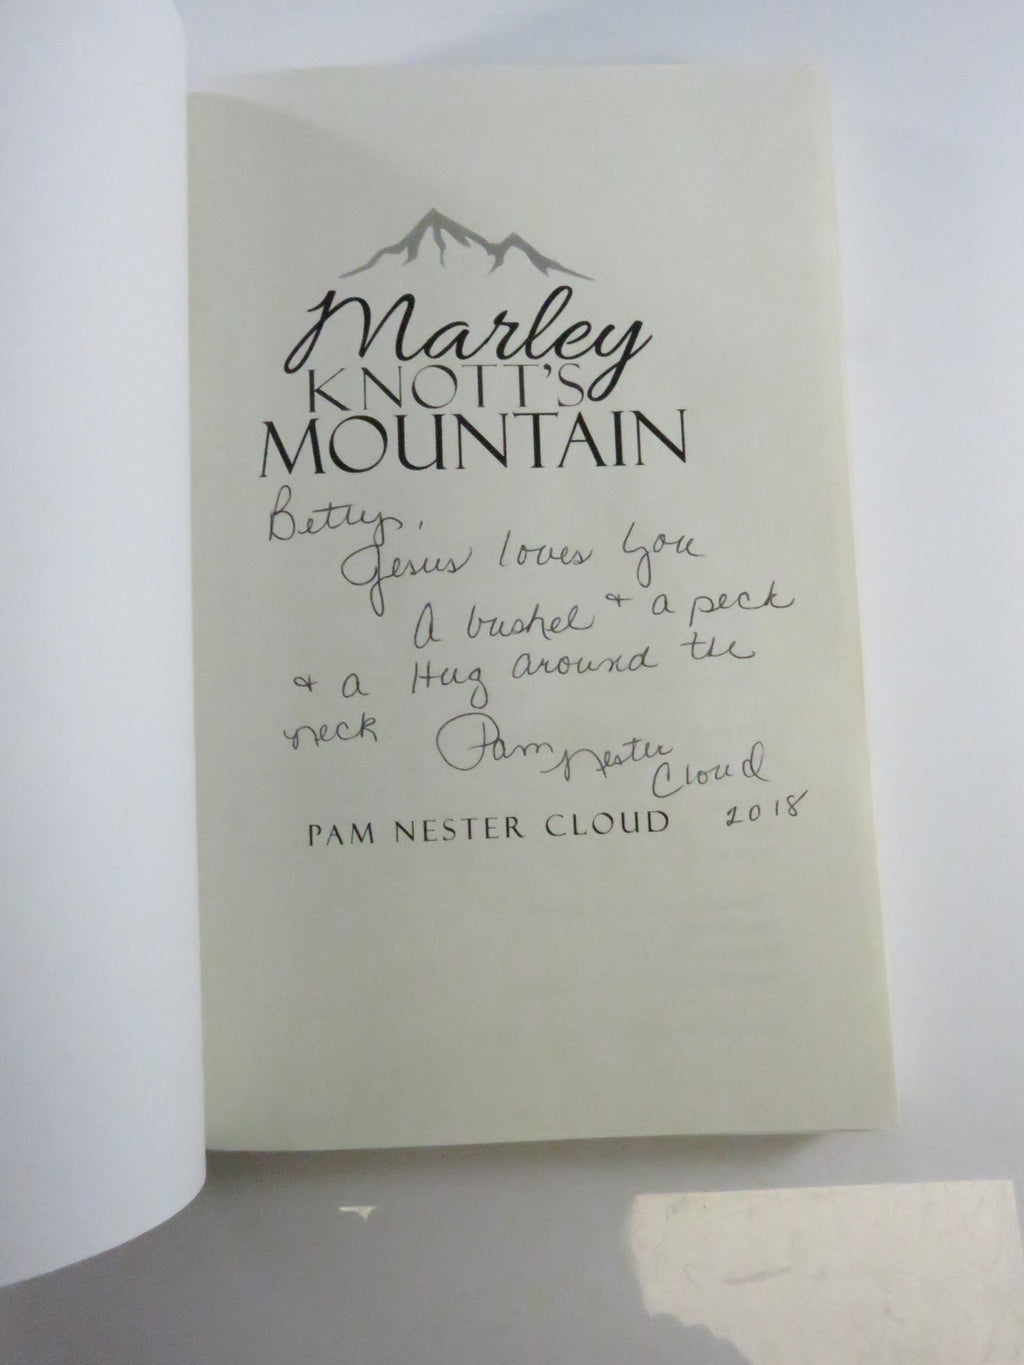 Marley
KNOTT'S
MOUNTAIN
Betty,
Jesus loves you
A bushel + a peck
+ a Hug around the
neck
Pam Nester
Cloud
2018
PAM NESTER CLOUD